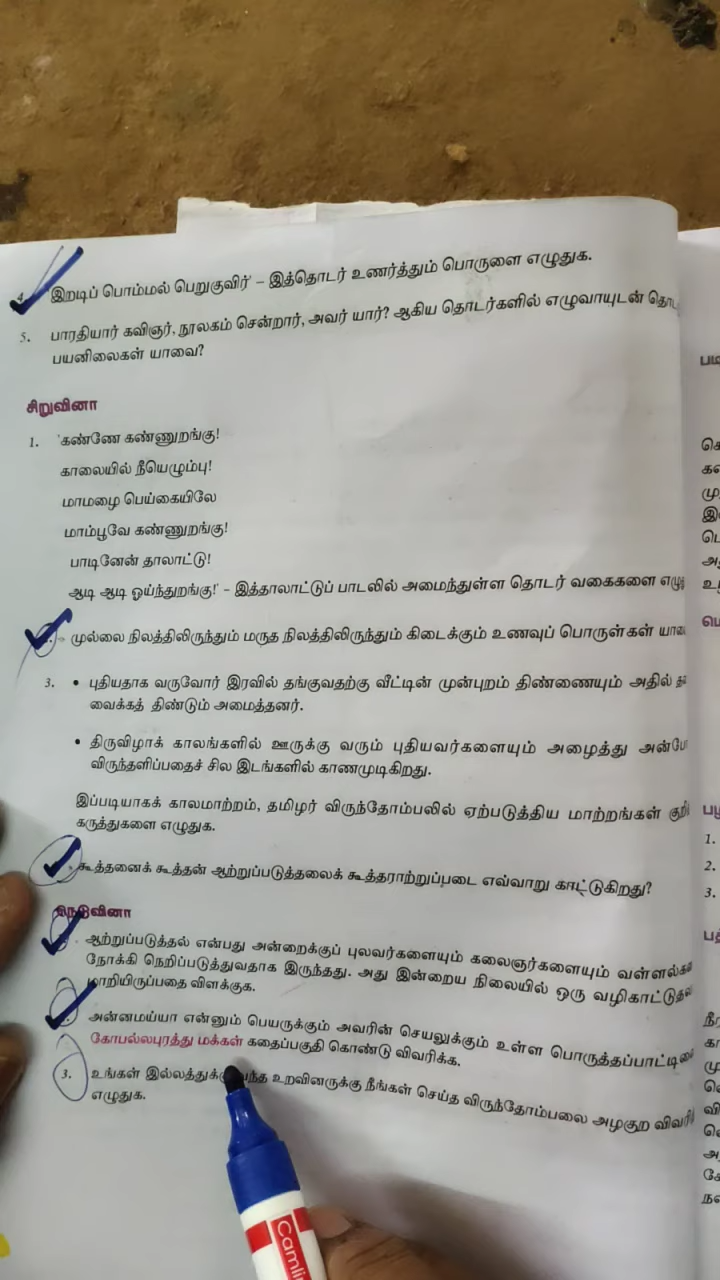 4. இறடிப் பொம்மல் பெறுகுவிர்' – இத்தொடர் உணர்த்தும் பொருளை எழுதுக.
5. பாரதியார் கவிஞர், நூலகம் சென்றார், அவர் யார்? ஆகிய தொடர்களில் எழுவாயுடன்
பயனிலைகள் யாவை?
சிறுவினா
1. 'கண்ணே கண்ணுறங்கு!
காலையில் நீயெழும்பு!
மாமழை பெய்கையிலே
மாம்பூவே கண்ணுறங்கு!
பாடினேன் தாலாட்டு!
ஆடி ஆடி ஓய்ந்துறங்கு!' – இத்தாலாட்டுப் பாடலில் அமைந்துள்ள தொடர் வகைகளை
முல்லை நிலத்திலிருந்தும் மருத நிலத்திலிருந்தும் கிடைக்கும் உணவுப் பொருள்கள்
3. • புதியதாக வருவோர் இரவில் தங்குவதற்கு வீட்டின் முன்புறம் திண்ணையும் அதில்
வைக்கத் திண்டும் அமைத்தனர்.
• திருவிழாக் காலங்களில் ஊருக்கு வரும் புதியவர்களையும் அழைத்து
விருந்தளிப்பதைச் சில இடங்களில் காணமுடிகிறது.
இப்படியாகக் காலமாற்றம், தமிழர் விருந்தோம்பலில் ஏற்படுத்திய மாற்றங்கள்
கருத்துகளை எழுதுக.
கூத்தனைக் கூத்தன் ஆற்றுப்படுத்தலைக் கூத்தராற்றுப்படை எவ்வாறு காட்டுகிறது?
நெடுவினா
ஆற்றுப்படுத்தல் என்பது அன்றைக்குப் புலவர்களையும் கலைஞர்களையும்
நோக்கி நெறிப்படுத்துவதாக இருந்தது. அது இன்றைய நிலையில் ஒரு
மாறியிருப்பதை விளக்குக.
அன்னமய்யா என்னும் பெயருக்கும் அவரின் செயலுக்கும் உள்ள
கோபல்லபுரத்து மக்கள் கதைப்பகுதி கொண்டு விவரிக்க.
3. உங்கள் இல்லத்துக்கு வந்த உறவினருக்கு நீங்கள் செய்த விருந்தோம்பலை அழகுற
எழுதுக.
1.
2.
3.
Camlin